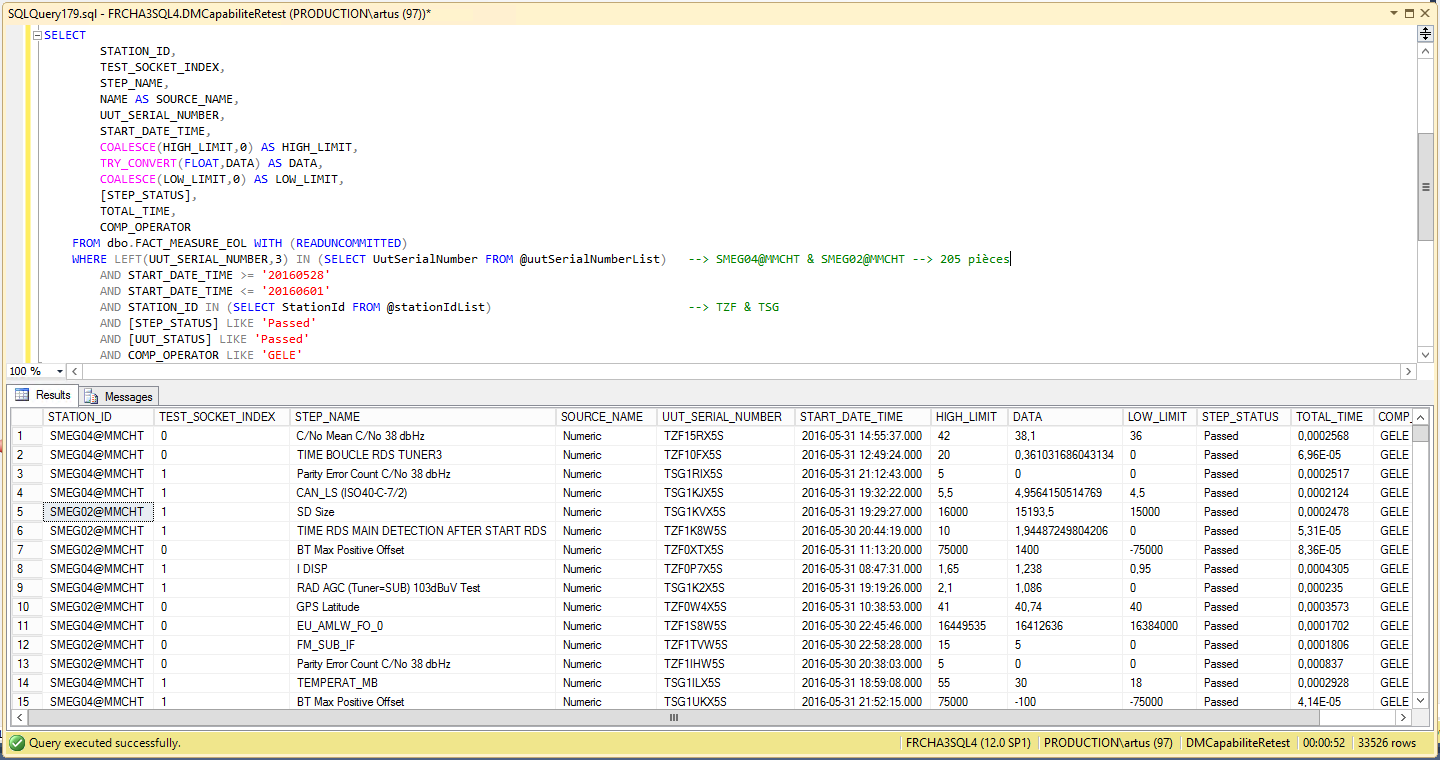 SQLQuery179.sql - FRCHA3SQL4.DMCapabiliteRetest (PRODUCTION\artus (97))*
SELECT
STATION_ID,
TEST_SOCKET_INDEX,
STEP_NAME,
NAME AS SOURCE_NAME,
UUT_SERIAL_NUMBER,
START_DATE_TIME,
COALESCE(HIGH_LIMIT,0) AS HIGH_LIMIT,
TRY_CONVERT(FLOAT,DATA) AS DATA,
COALESCE(LOW_LIMIT,0) AS LOW_LIMIT,
[STEP_STATUS],
TOTAL_TIME,
COMP_OPERATOR
FROM dbo.FACT_MEASURE_EOL WITH (READUNCOMMITTED)
WHERE LEFT(UUT_SERIAL_NUMBER,3) IN (SELECT UutSerialNumber FROM @uutSerialNumberList) --> SMEG04@MMCHT & SMEG02@MMCHT --> 205 pièces
AND START_DATE_TIME >= '20160528'
AND START_DATE_TIME <= '20160601'
AND STATION_ID IN (SELECT StationId FROM @stationIdList) --> TZF & TSG
AND [STEP_STATUS] LIKE 'Passed'
AND [UUT_STATUS] LIKE 'Passed'
AND COMP_OPERATOR LIKE 'GELE'
100 %
Results Messages
STATION_ID TEST_SOCKET_INDEX STEP_NAME SOURCE_NAME UUT_SERIAL_NUMBER START_DATE_TIME HIGH_LIMIT DATA LOW_LIMIT STEP_STATUS TOTAL_TIME COMP_
1 SMEG04@MMCHT 0 C/No Mean C/No 38 dbHz Numeric TZF15RX5S 2016-05-31 14:55:37.000 42 38,1 36 Passed 0,0002568 GELE
2 SMEG04@MMCHT 0 TIME BOUCLE RDS TUNER3 Numeric TZF10FX5S 2016-05-31 12:49:24.000 20 0,361031686043134 0 Passed 6,96E-05 GELE
3 SMEG04@MMCHT 1 Parity Error Count C/No 38 dbHz Numeric TSG1RIX5S 2016-05-31 21:12:43.000 5 0 0 Passed 0,0002517 GELE
4 SMEG04@MMCHT 1 CAN_LS (ISO40-C-7/2) Numeric TSG1KJX5S 2016-05-31 19:32:22.000 5,5 4,9564150514769 4,5 Passed 0,0002124 GELE
5 SMEG02@MMCHT 1 SD Size Numeric TSG1KVX5S 2016-05-31 19:29:27.000 16000 15193,5 15000 Passed 0,0002478 GELE
6 SMEG02@MMCHT 1 TIME RDS MAIN DETECTION AFTER START RDS Numeric TZF1K8W5S 2016-05-30 20:44:19.000 10 1,94487249804206 0 Passed 5,31E-05 GELE
7 SMEG02@MMCHT 0 BT Max Positive Offset Numeric TZF0XTX5S 2016-05-31 11:13:20.000 75000 1400 -75000 Passed 8,36E-05 GELE
8 SMEG04@MMCHT 1 I DISP Numeric TZF0P7X5S 2016-05-31 08:47:31.000 1,65 1,238 0,95 Passed 0,0004305 GELE
9 SMEG04@MMCHT 1 RAD AGC (Tuner=SUB) 103dBuV Test Numeric TSG1K2X5S 2016-05-31 19:19:26.000 2,1 1,086 0 Passed 0,000235 GELE
10 SMEG02@MMCHT 0 GPS Latitude Numeric TZF0W4X5S 2016-05-31 10:38:53.000 41 40,74 40 Passed 0,0003573 GELE
11 SMEG04@MMCHT 0 EU_AMLW_FO_0 Numeric TZF1S8W5S 2016-05-30 22:45:46.000 16449535 16412636 16384000 Passed 0,0001702 GELE
12 SMEG02@MMCHT 0 FM_SUB_IF Numeric TZF1TVW5S 2016-05-30 22:58:28.000 15 5 0 Passed 0,0001806 GELE
13 SMEG04@MMCHT 0 Parity Error Count C/No 38 dbHz Numeric TZF1IHW5S 2016-05-30 20:38:03.000 5 0 0 Passed 0,000837 GELE
14 SMEG04@MMCHT 1 TEMPERAT_MB Numeric TSG1ILX5S 2016-05-31 18:59:08.000 55 30 18 Passed 0,0002928 GELE
15 SMEG04@MMCHT 1 BT Max Positive Offset Numeric TSG1UKX5S 2016-05-31 21:52:15.000 75000 -100 -75000 Passed 4,14E-05 GELE
Query executed successfully. FRCHA3SQL4 (12.0 SP1) PRODUCTION\artus (97) DMCapabiliteRetest 00:00:52 33526 rows